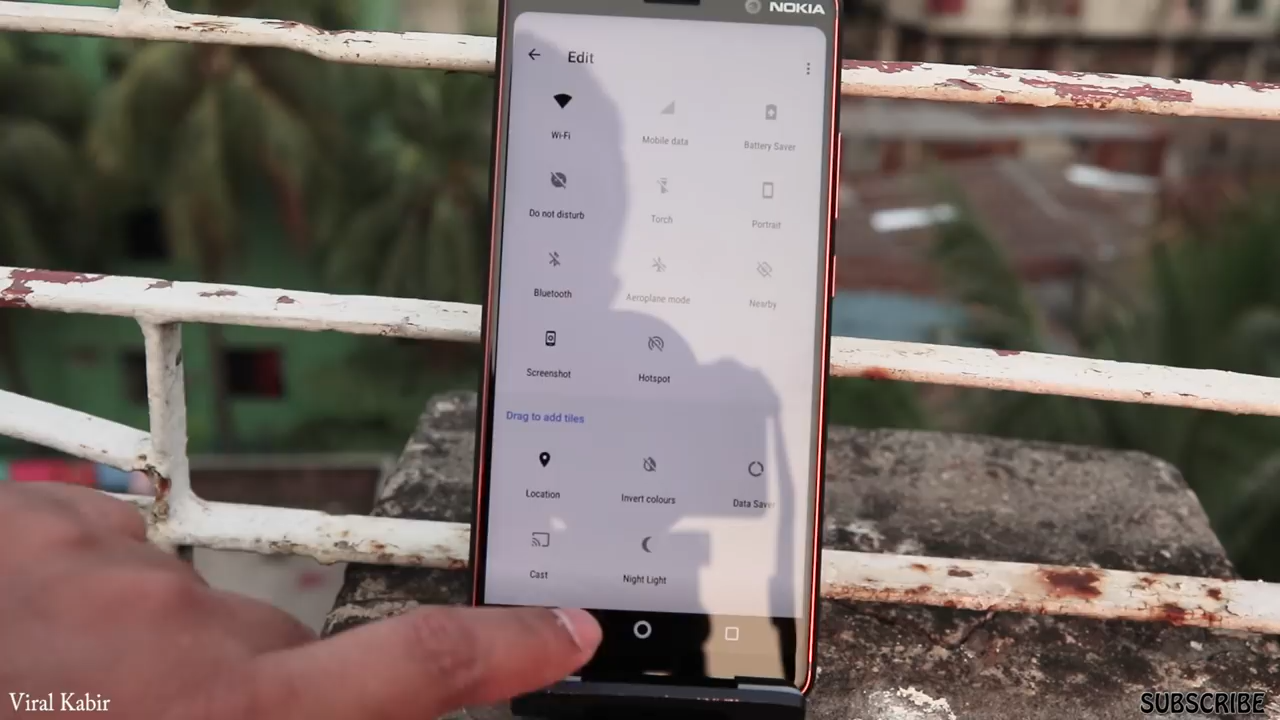 NOKIA
Edit
Wi-Fi
Mobile data
Battery Saver
Do not disturb
Torch
Portrait
Bluetooth
Aeroplane mode
Nearby
Screenshot
Hotspot
Drag to add tiles
Location
Invert colours
Data Saver
Cast
Night Light
Viral Kabir
SUBSCRIBE